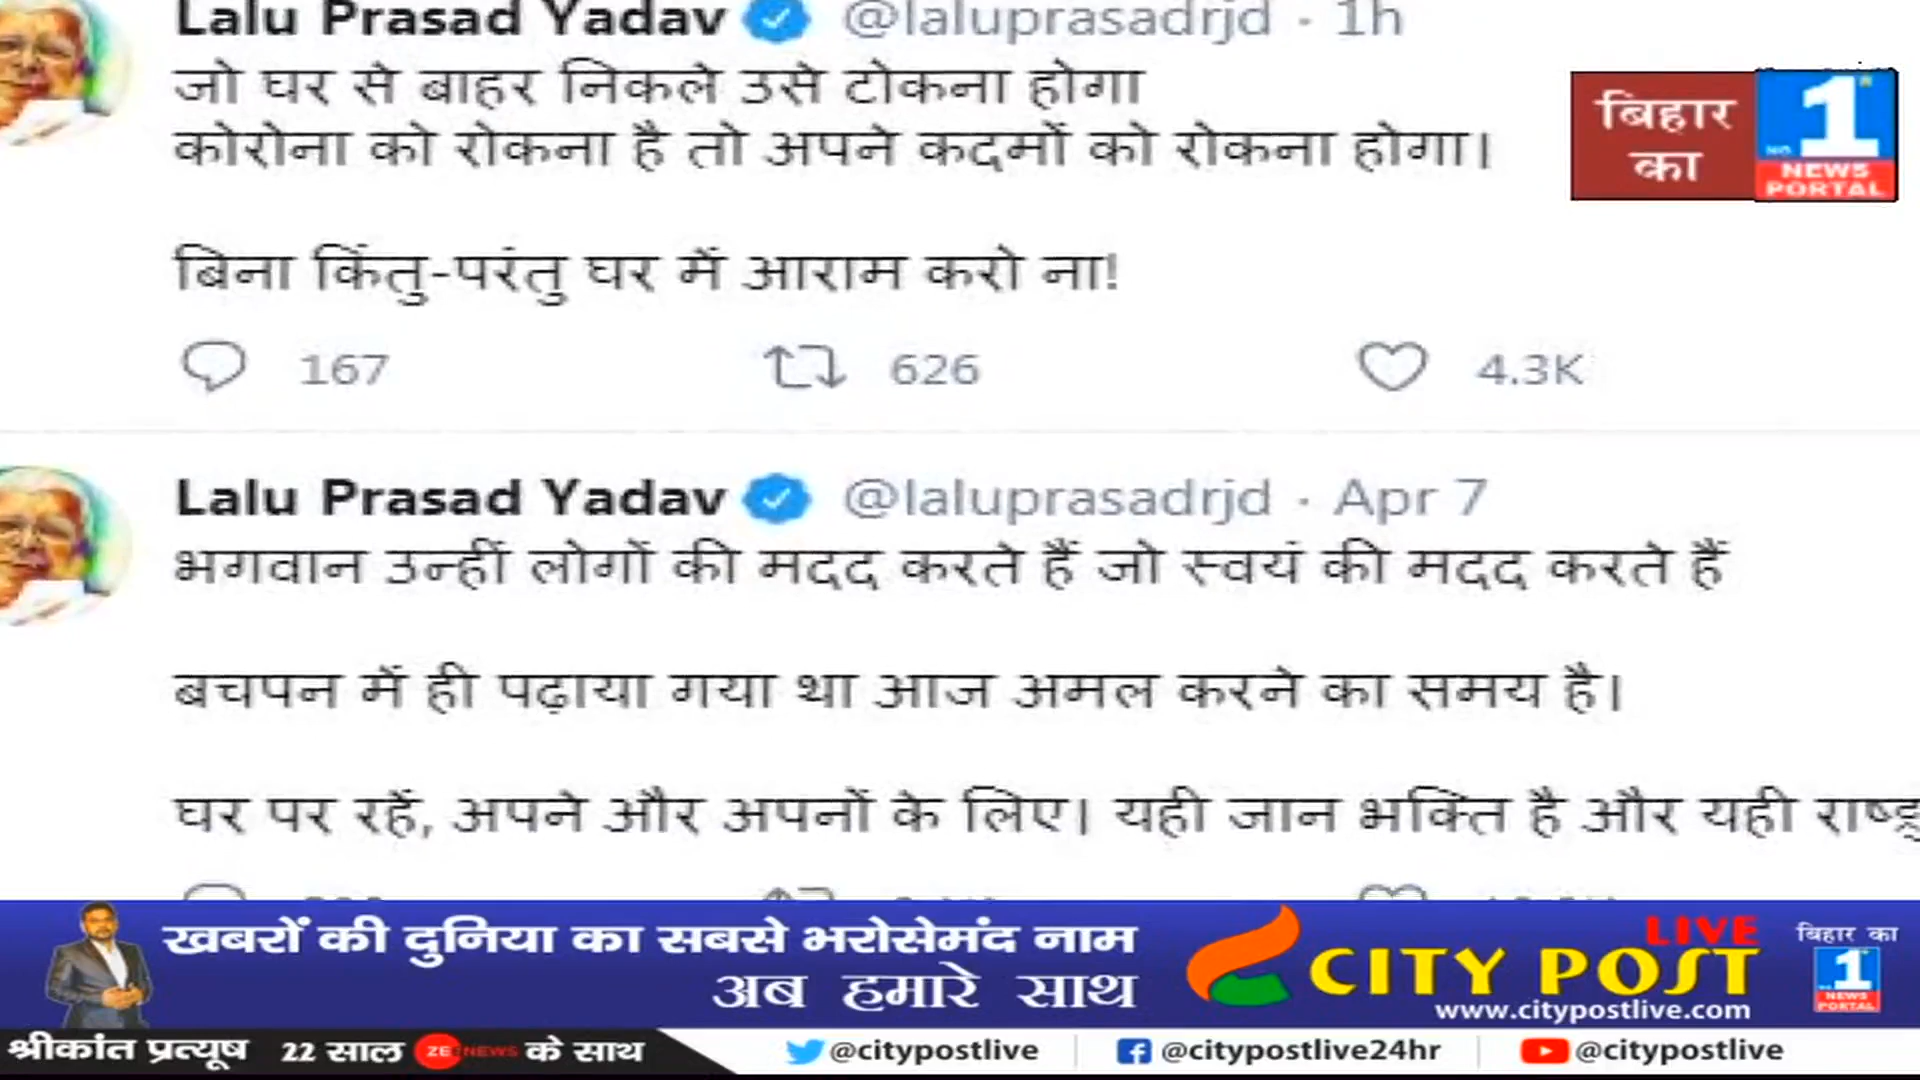 Lalu Prasad Yadav @laluprasadrjd · 1h
जो घर से बाहर निकले उसे टोकना होगा
कोरोना को रोकना है तो अपने कदमों को रोकना होगा।
बिना किंतु-परंतु घर में आराम करो ना!
167 626 4.3K
बिहार का
NO. 1
NEWS
PORTAL
Lalu Prasad Yadav @laluprasadrjd · Apr 7
भगवान उन्हीं लोगों की मदद करते हैं जो स्वयं की मदद करते हैं
बचपन में ही पढ़ाया गया था आज अमल करने का समय है।
घर पर रहें, अपने और अपनों के लिए। यही जान भक्ति है और यही
खबरों की दुनिया का सबसे भरोसेमंद नाम
अब हमारे साथ
LIVE
CITY POST
www.citypostlive.com
बिहार का
1
NEWS
PORTAL
श्रीकांत प्रत्यूष 22 साल ZEE NEWS के साथ
@citypostlive @citypostlive24hr @citypostlive